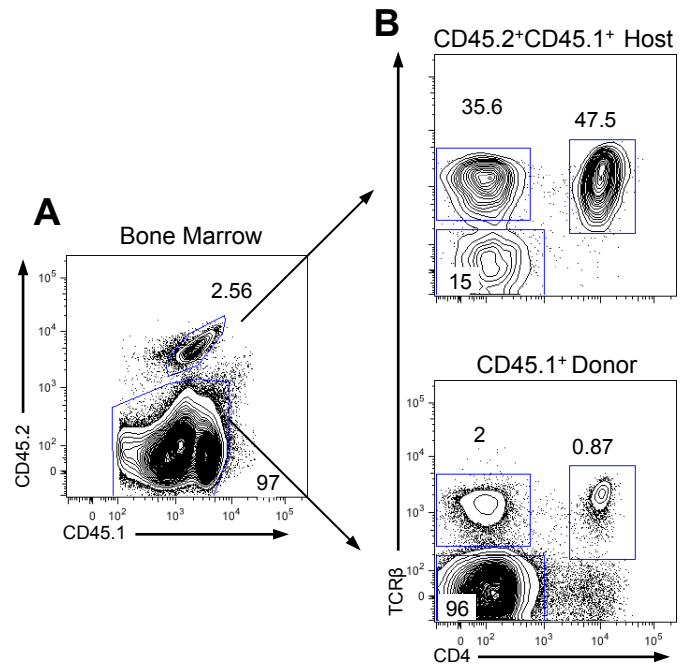 B
CD45.2⁺CD45.1⁺ Host
35.6
47.5
15
A
Bone Marrow
10⁵
10⁴
10³
10²
0
2.56
97
CD45.2
0 10² 10³ 10⁴ 10⁵
CD45.1
CD45.1⁺ Donor
10⁵
10⁴
10³
10²
0
2
0.87
96
TCRβ
0 10² 10³ 10⁴ 10⁵
CD4